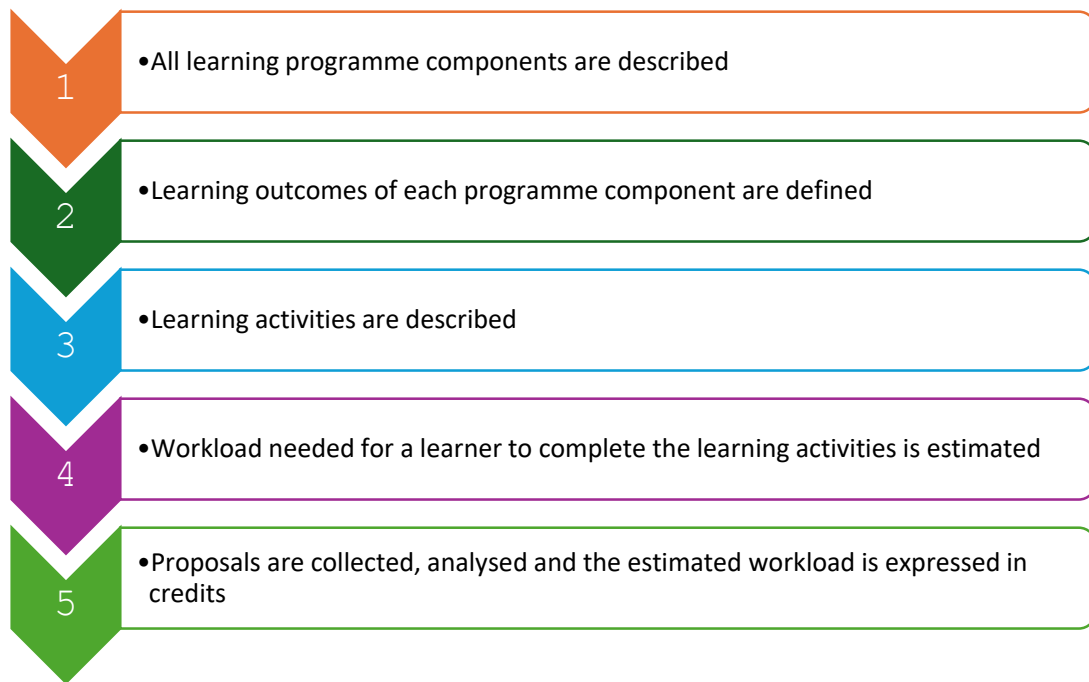 1
•All learning programme components are described
2
•Learning outcomes of each programme component are defined
3
•Learning activities are described
4
•Workload needed for a learner to complete the learning activities is estimated
5
•Proposals are collected, analysed and the estimated workload is expressed in
credits